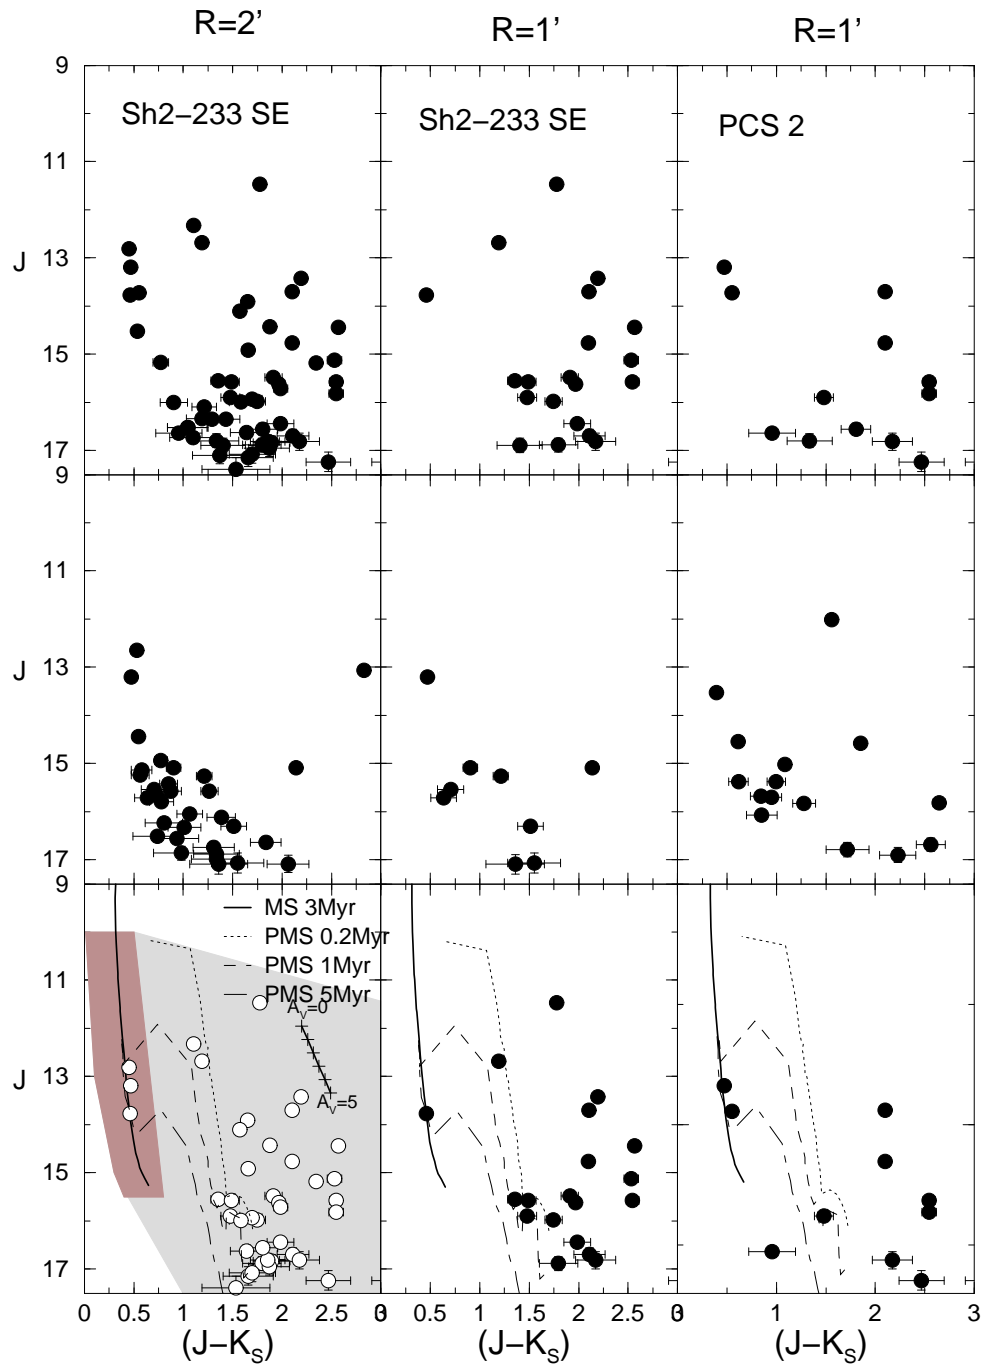 R=2’ R=1’ R=1’
9
Sh2−233 SE Sh2−233 SE PCS 2
11
13
J
15
17
9
11
13
J
15
17
9
MS 3Myr
PMS 0.2Myr
PMS 1Myr
PMS 5Myr
11
A_V=0
13
J
A_V=5
15
17
0 0.5 1 1.5 2 2.5 3 0 0.5 1 1.5 2 2.5 3 0 1 2 3
(J−K_S) (J−K_S) (J−K_S)